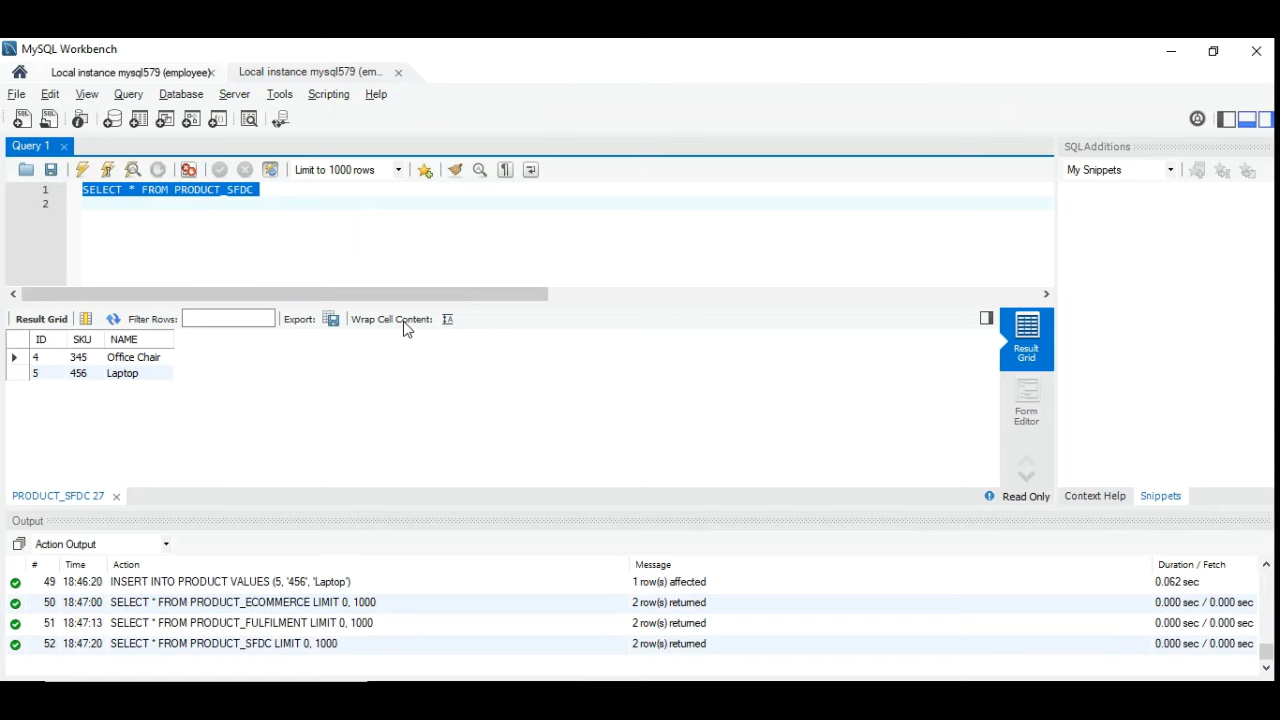 MySQL Workbench
Local instance mysql579 (employee)
Local instance mysql579 (em...
File Edit View Query Database Server Tools Scripting Help
Query 1
SQLAdditions
Limit to 1000 rows
My Snippets
1 SELECT * FROM PRODUCT_SFDC
2
Result Grid Filter Rows: Export: Wrap Cell Content:
ID SKU NAME
4 345 Office Chair
5 456 Laptop
Result
Grid
Form
Editor
PRODUCT_SFDC 27
Read Only
Context Help Snippets
Output
Action Output
# Time Action Message Duration / Fetch
49 18:46:20 INSERT INTO PRODUCT VALUES (5, '456', 'Laptop') 1 row(s) affected 0.062 sec
50 18:47:00 SELECT * FROM PRODUCT_ECOMMERCE LIMIT 0, 1000 2 row(s) returned 0.000 sec / 0.000 sec
51 18:47:13 SELECT * FROM PRODUCT_FULFILMENT LIMIT 0, 1000 2 row(s) returned 0.000 sec / 0.000 sec
52 18:47:20 SELECT * FROM PRODUCT_SFDC LIMIT 0, 1000 2 row(s) returned 0.000 sec / 0.000 sec